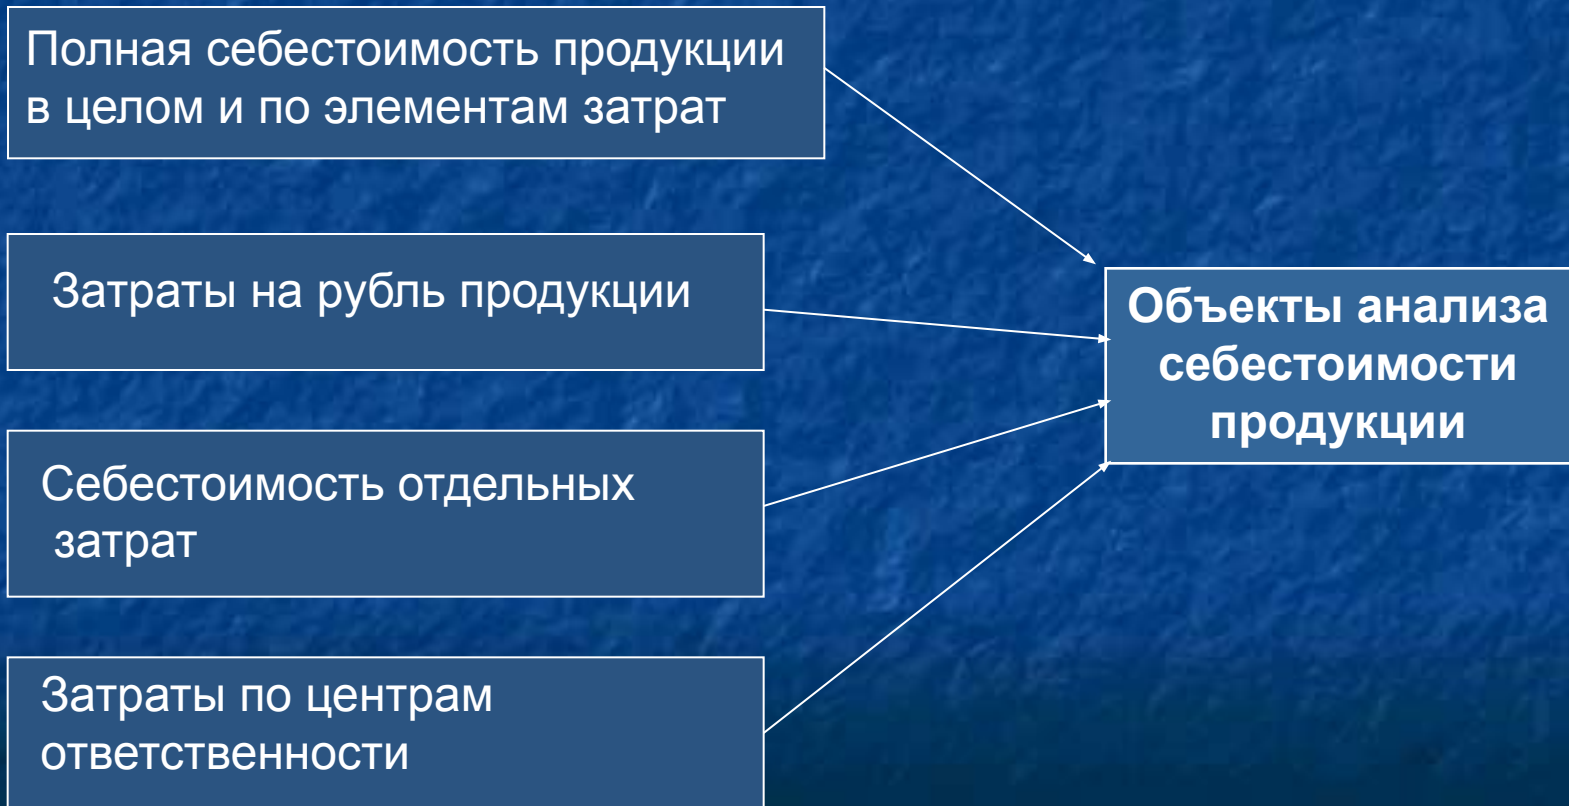 Полная себестоимость продукции
в целом и по элементам затрат
Затраты на рубль продукции
Себестоимость отдельных
затрат
Затраты по центрам
ответственности
Объекты анализа
себестоимости
продукции